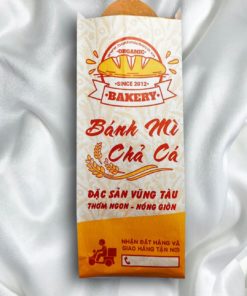 ORGANIC
SINCE 2012
BAKERY
Bánh Mì
Chả Cá
ĐẶC SẢN VŨNG TÀU
THƠM NGON - NÓNG GIÒN
NHẬN ĐẶT HÀNG VÀ
GIAO HÀNG TẬN NƠI